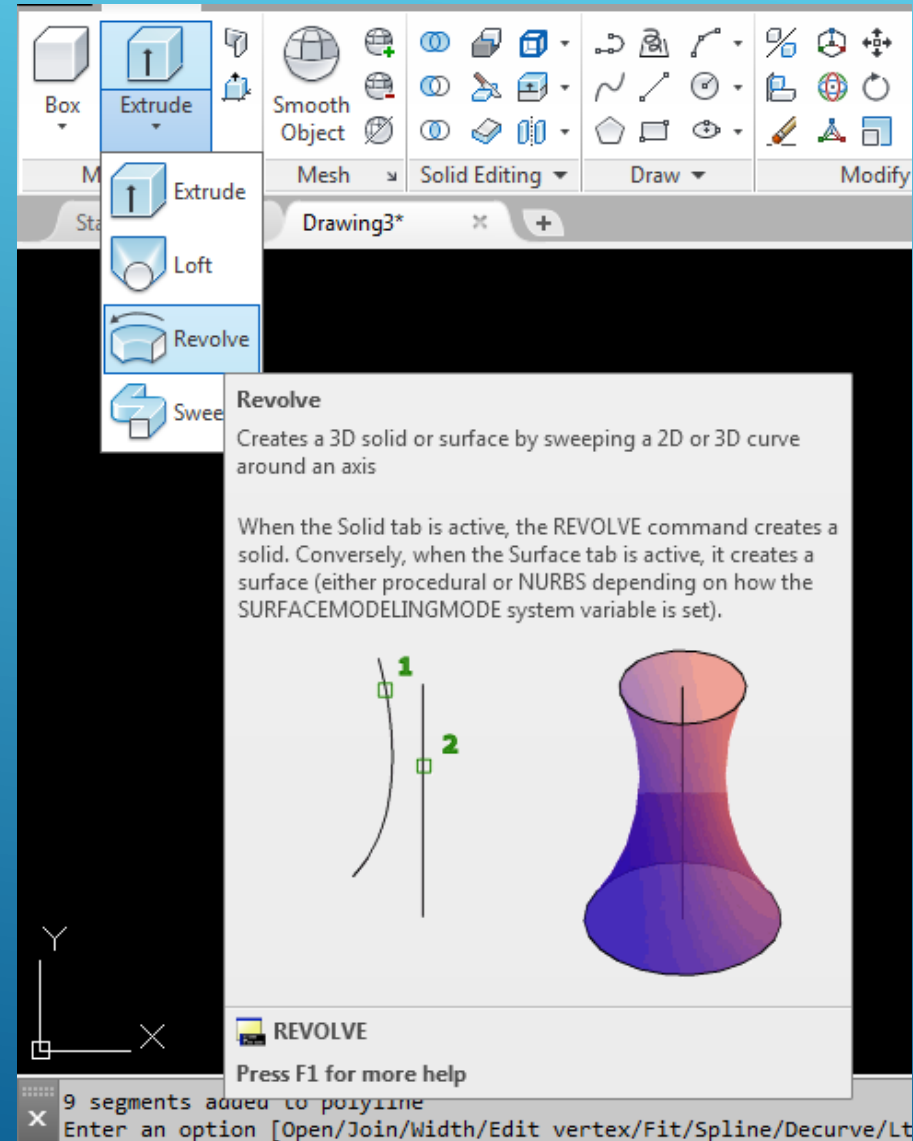 Box
Extrude
Smooth
Object
Mesh
Solid Editing
Draw
Modify
Drawing3*
Extrude
Loft
Revolve
Revolve
Creates a 3D solid or surface by sweeping a 2D or 3D curve
around an axis
When the Solid tab is active, the REVOLVE command creates a
solid. Conversely, when the Surface tab is active, it creates a
surface (either procedural or NURBS depending on how the
SURFACEMODELINGMODE system variable is set).
1
2
Y
X
REVOLVE
Press F1 for more help
9 segments added to polyline
Enter an option [Open/Join/Width/Edit vertex/Fit/Spline/Decurve/Lt